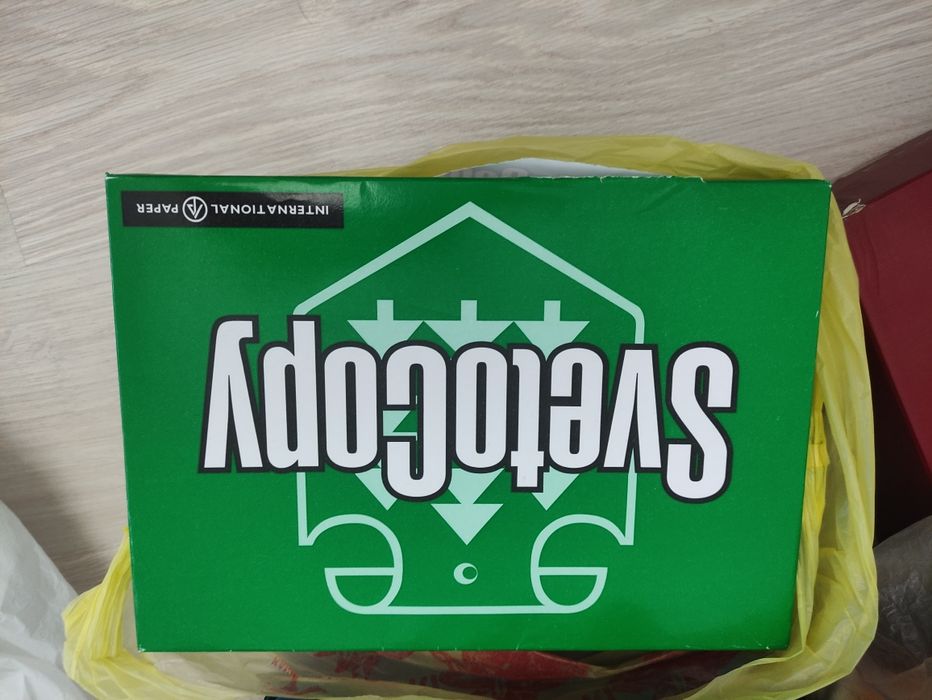 SvetoCopy
INTERNATIONAL PAPER